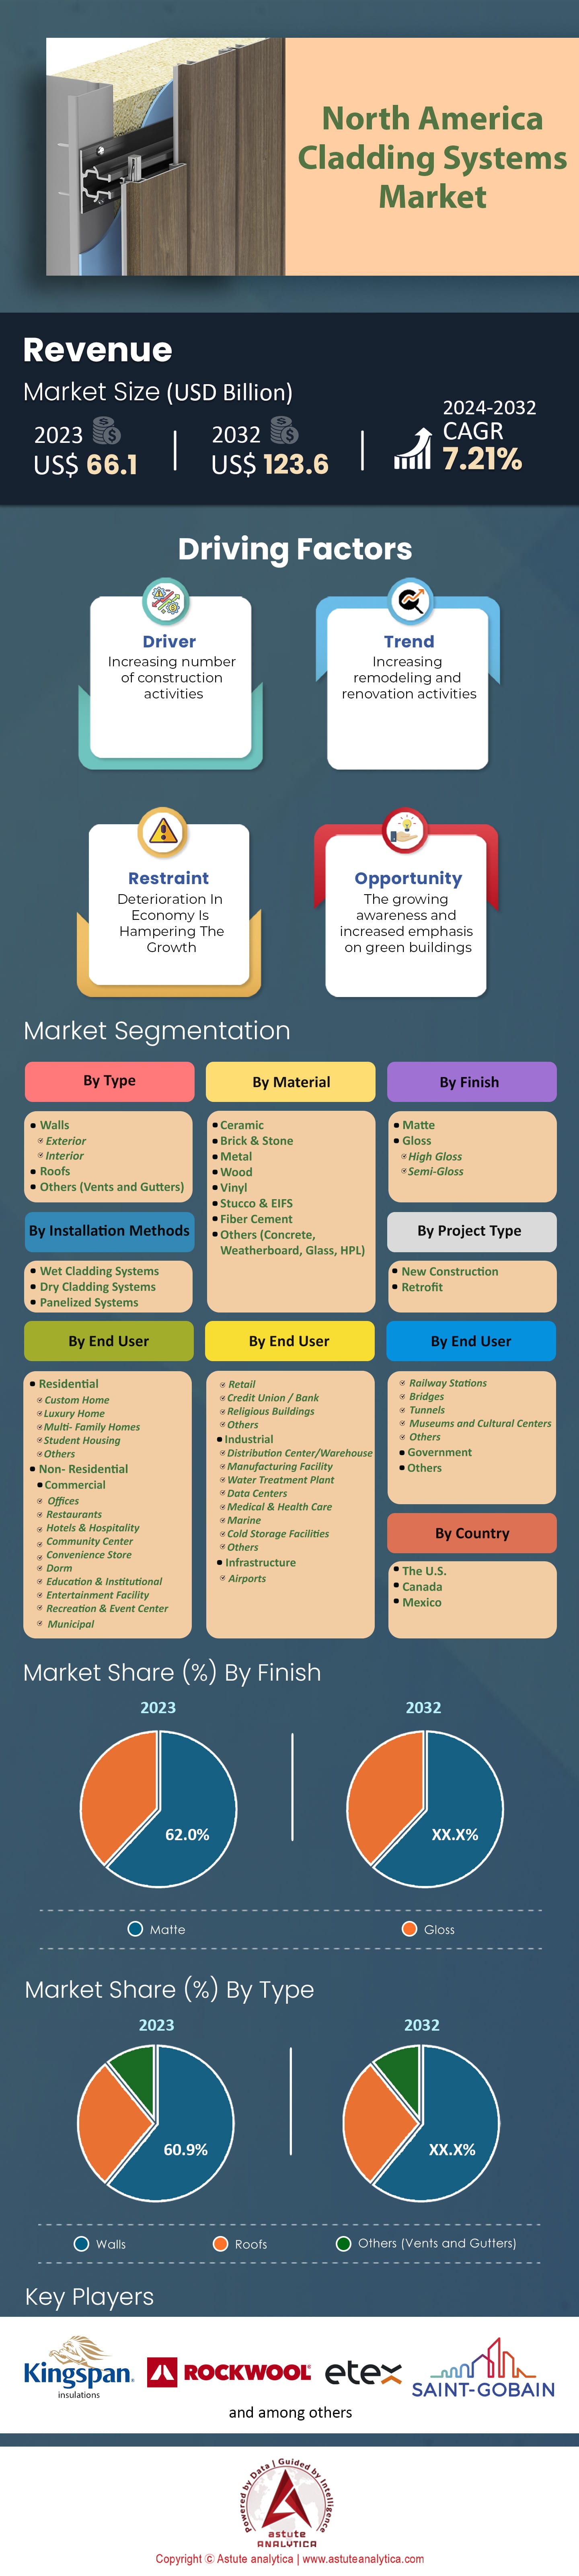 North America
Cladding Systems
Market
Revenue
Market Size (USD Billion)
2023
US$ 66.1
2032
US$ 123.6
2024-2032
CAGR
7.21%
Driving Factors
Driver
Increasing number
of construction
activities
Trend
Increasing
remodeling and
renovation activities
Restraint
Deterioration In
Economy Is
Hampering The
Growth
Opportunity
The growing
awareness and
increased emphasis
on green buildings
Market Segmentation
By Type
Walls
Exterior
Interior
Roofs
Others (Vents and Gutters)
By Material
Ceramic
Brick & Stone
Metal
Wood
Vinyl
Stucco & EIFS
Fiber Cement
Others (Concrete,
Weatherboard, Glass, HPL)
By Finish
Matte
Gloss
High Gloss
Semi-Gloss
By Installation Methods
Wet Cladding Systems
Dry Cladding Systems
Panelized Systems
By Project Type
New Construction
Retrofit
By End User
Residential
Custom Home
Luxury Home
Multi- Family Homes
Student Housing
Others
Non- Residential
Commercial
Offices
Restaurants
Hotels & Hospitality
Community Center
Convenience Store
Dorm
Education & Institutional
Entertainment Facility
Recreation & Event Center
Municipal
By End User
Retail
Credit Union / Bank
Religious Buildings
Others
Industrial
Distribution Center/Warehouse
Manufacturing Facility
Water Treatment Plant
Data Centers
Medical & Health Care
Marine
Cold Storage Facilities
Others
Infrastructure
Airports
By End User
Railway Stations
Bridges
Tunnels
Museums and Cultural Centers
Others
Government
Others
By Country
The U.S.
Canada
Mexico
Market Share (%) By Finish
2023
62.0%
2032
XX.X%
Matte
Gloss
Market Share (%) By Type
2023
60.9%
2032
XX.X%
Walls
Roofs
Others (Vents and Gutters)
Key Players
Kingspan.
insulations
ROCKWOOL®
etex
SAINT-GOBAIN
and among others
Powered by Data | Guided by Intelligence
astute
ANALYTICA
Copyright © Astute analytica | www.astuteanalytica.com